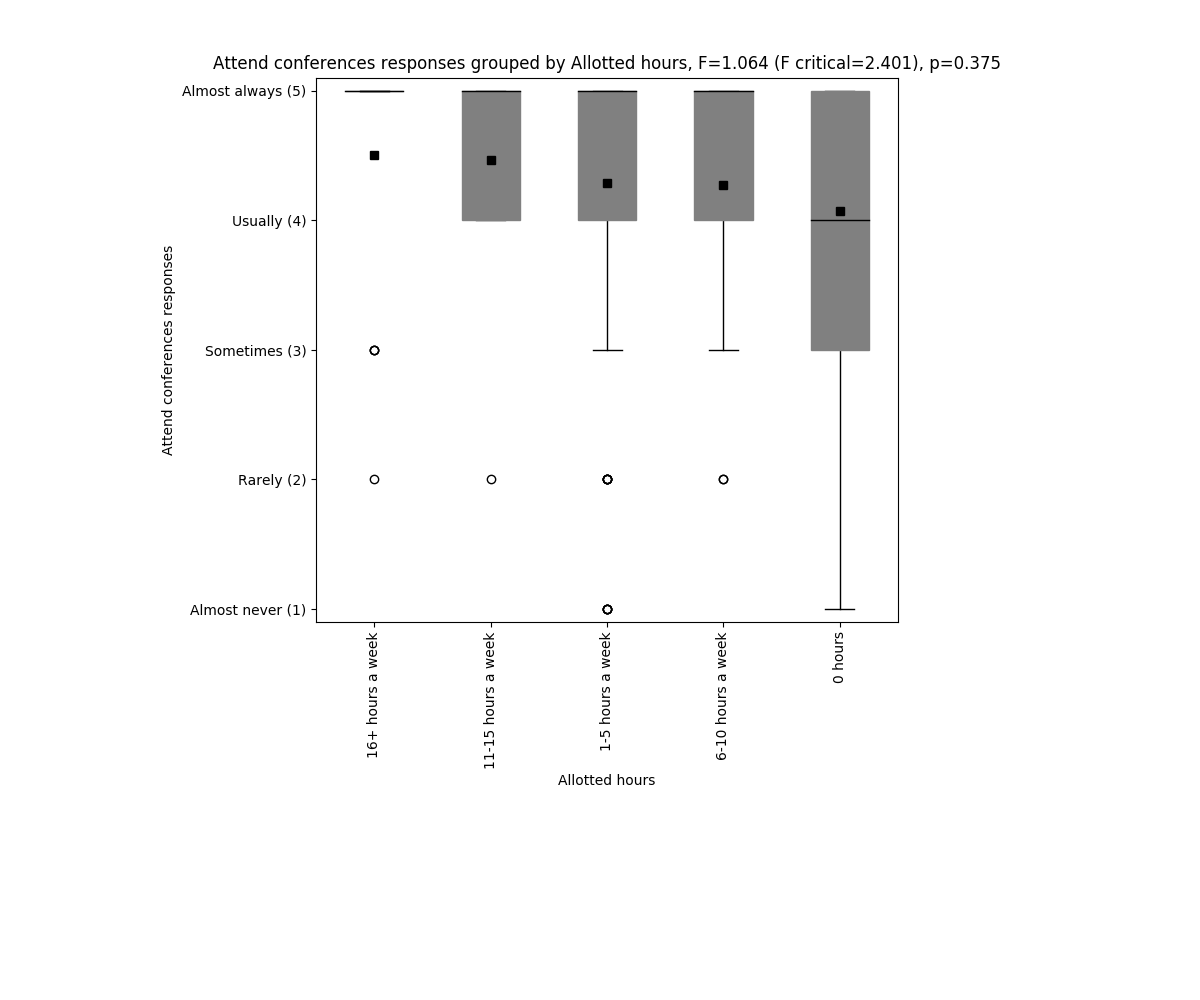 Attend conferences responses grouped by Allotted hours, F=1.064 (F critical=2.401), p=0.375
Almost always (5)
Usually (4)
Sometimes (3)
Rarely (2)
Almost never (1)
Attend conferences responses
16+ hours a week
11-15 hours a week
1-5 hours a week
6-10 hours a week
0 hours
Allotted hours